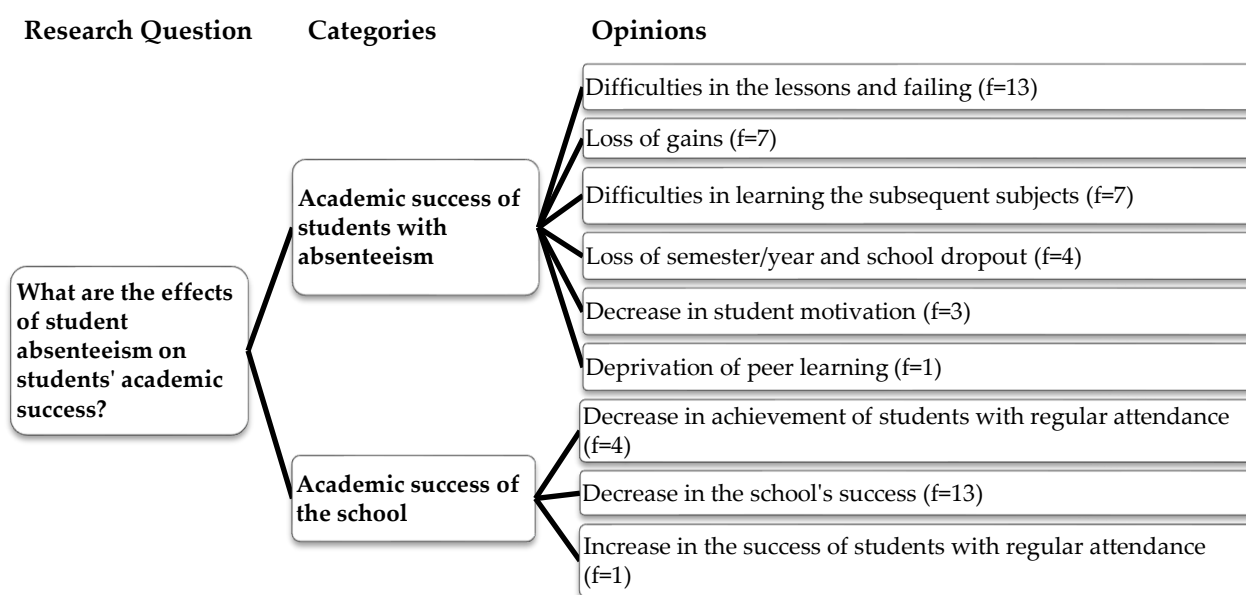 Research Question Categories Opinions
Difficulties in the lessons and failing (f=13)
Loss of gains (f=7)
Academic success of
students with
absenteeism
Difficulties in learning the subsequent subjects (f=7)
Loss of semester/year and school dropout (f=4)
What are the effects
of student
absenteeism on
students' academic
success?
Decrease in student motivation (f=3)
Deprivation of peer learning (f=1)
Decrease in achievement of students with regular attendance
(f=4)
Academic success of
the school
Decrease in the school's success (f=13)
Increase in the success of students with regular attendance
(f=1)